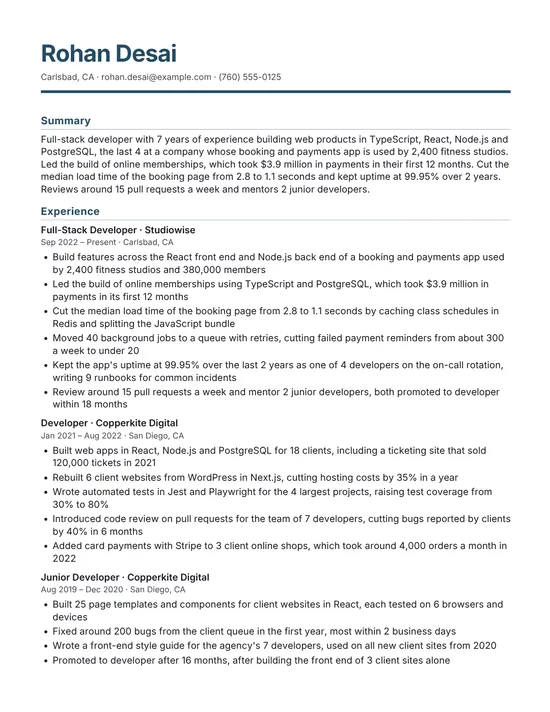 Rohan Desai
Carlsbad, CA · rohan.desai@example.com · (760) 555-0125
Summary
Full-stack developer with 7 years of experience building web products in TypeScript, React, Node.js and
PostgreSQL, the last 4 at a company whose booking and payments app is used by 2,400 fitness studios.
Led the build of online memberships, which took $3.9 million in payments in their first 12 months. Cut the
median load time of the booking page from 2.8 to 1.1 seconds and kept uptime at 99.95% over 2 years.
Reviews around 15 pull requests a week and mentors 2 junior developers.
Experience
Full-Stack Developer · Studiowise
Sep 2022 – Present · Carlsbad, CA
• Build features across the React front end and Node.js back end of a booking and payments app used
by 2,400 fitness studios and 380,000 members
• Led the build of online memberships using TypeScript and PostgreSQL, which took $3.9 million in
payments in its first 12 months
• Cut the median load time of the booking page from 2.8 to 1.1 seconds by caching class schedules in
Redis and splitting the JavaScript bundle
• Moved 40 background jobs to a queue with retries, cutting failed payment reminders from about 300
a week to under 20
• Kept the app's uptime at 99.95% over the last 2 years as one of 4 developers on the on-call rotation,
writing 9 runbooks for common incidents
• Review around 15 pull requests a week and mentor 2 junior developers, both promoted to developer
within 18 months
Developer · Copperkite Digital
Jan 2021 – Aug 2022 · San Diego, CA
• Built web apps in React, Node.js and PostgreSQL for 18 clients, including a ticketing site that sold
120,000 tickets in 2021
• Rebuilt 6 client websites from WordPress in Next.js, cutting hosting costs by 35% in a year
• Wrote automated tests in Jest and Playwright for the 4 largest projects, raising test coverage from
30% to 80%
• Introduced code review on pull requests for the team of 7 developers, cutting bugs reported by clients
by 40% in 6 months
• Added card payments with Stripe to 3 client online shops, which took around 4,000 orders a month in
2022
Junior Developer · Copperkite Digital
Aug 2019 – Dec 2020 · San Diego, CA
• Built 25 page templates and components for client websites in React, each tested on 6 browsers and
devices
• Fixed around 200 bugs from the client queue in the first year, most within 2 business days
• Wrote a front-end style guide for the agency's 7 developers, used on all new client sites from 2020
• Promoted to developer after 16 months, after building the front end of 3 client sites alone